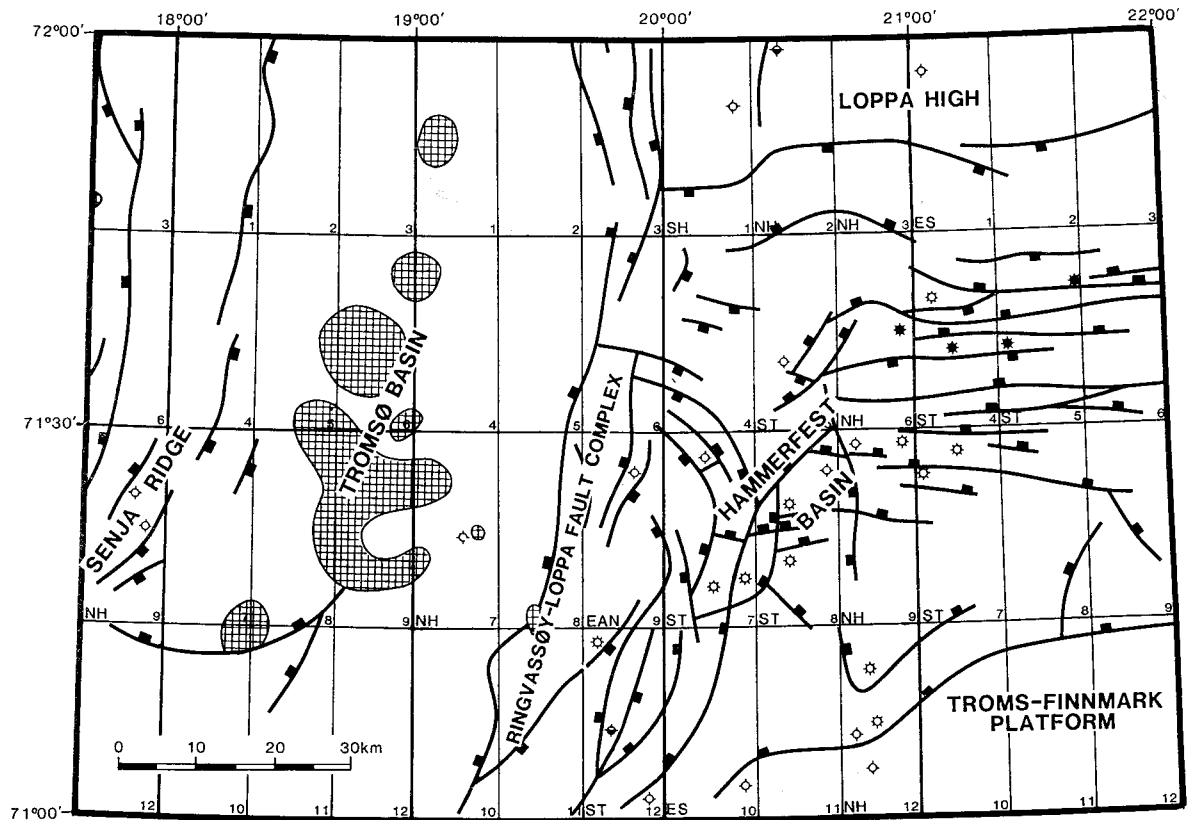 18°00' 19°00' 20°00' 21°00' 22°00'
72°00'
LOPPA HIGH
3 1 2 3 SH 1 NH 2 NH 3 ES 1 2 3
TROMSØ BASIN
RINGVASSØY-LOPPA FAULT COMPLEX
71°30'
6 4 5 6 5 6 4 ST NH 6 ST 4 ST 5 6
SENJA RIDGE
HAMMERFEST
BASIN
NH 9 7 8 9 NH 7 8 EAN 9 ST 7 ST 8 NH 9 ST 7 8 9
TROMS-FINNMARK
PLATFORM
0 10 20 30km
71°00'
12 10 11 12 10 11 ST 12 ES 10 11 NH 12 10 11 12